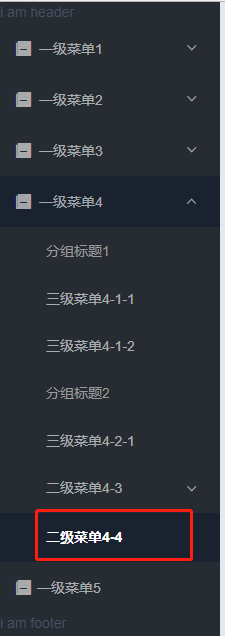 i am header
一级菜单1
一级菜单2
一级菜单3
一级菜单4
分组标题1
三级菜单4-1-1
三级菜单4-1-2
分组标题2
三级菜单4-2-1
二级菜单4-3
二级菜单4-4
一级菜单5
i am footer